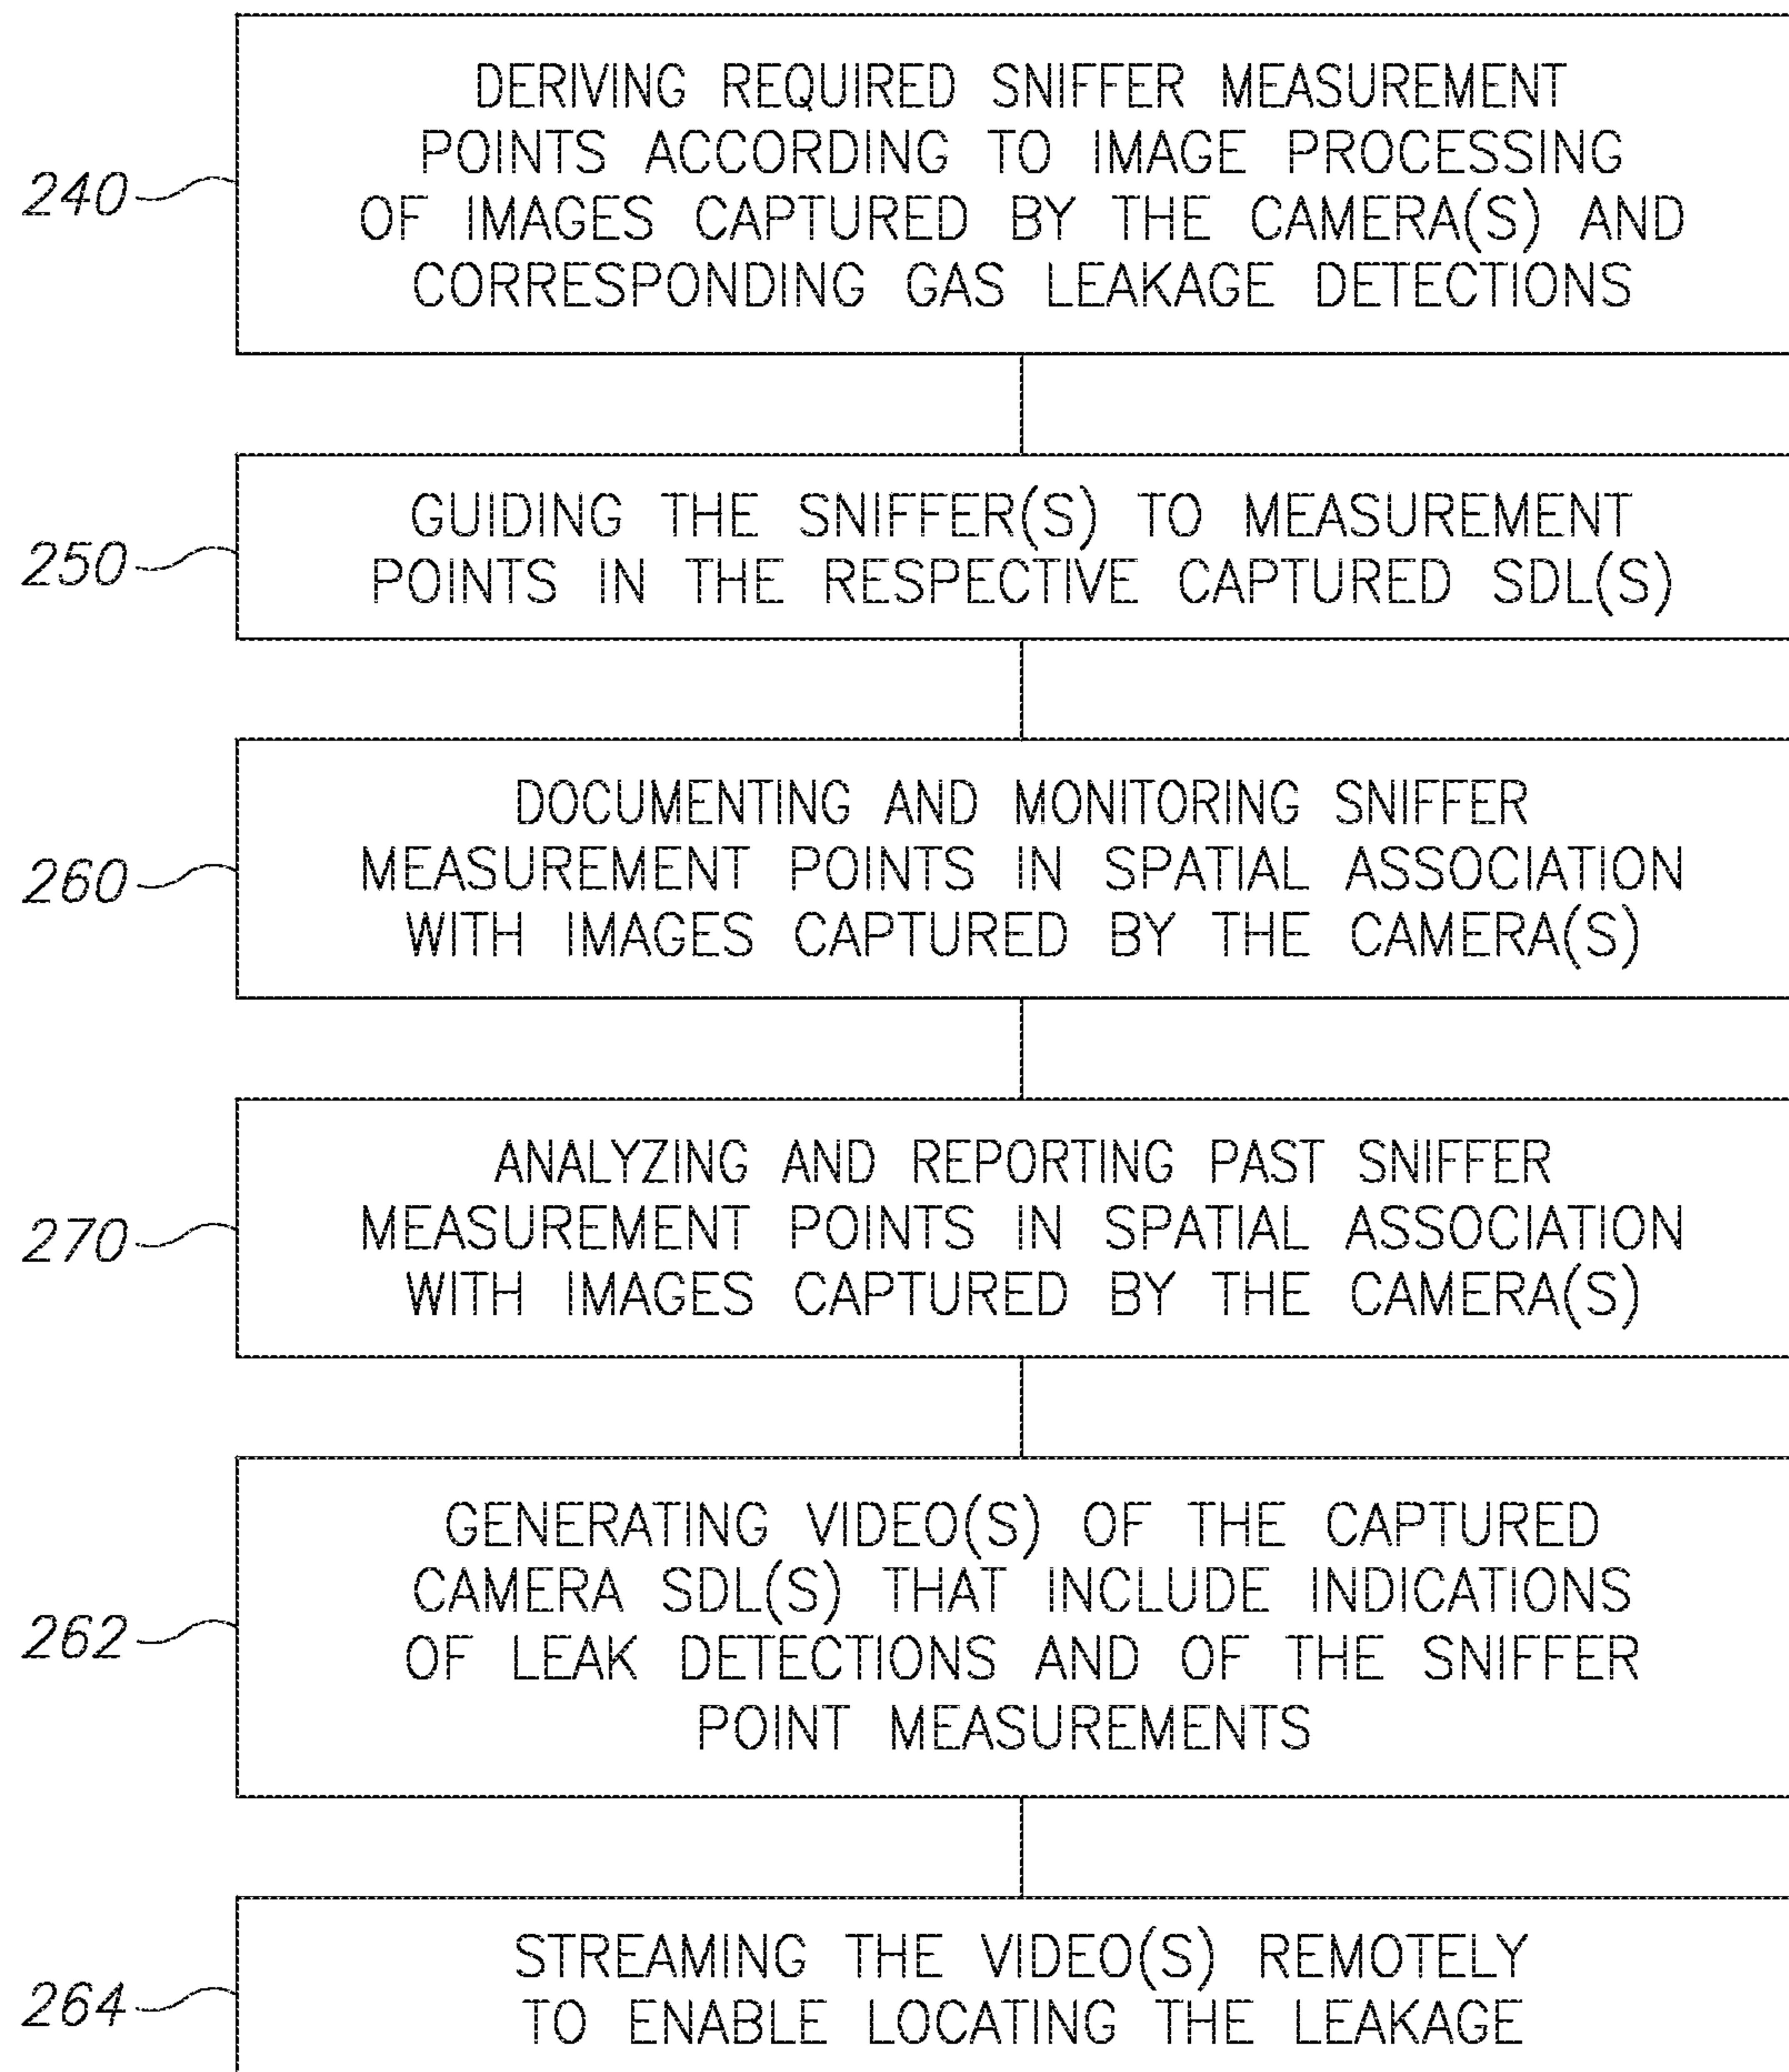 DERIVING REQUIRED SNIFFER MEASUREMENT
POINTS ACCORDING TO IMAGE PROCESSING
OF IMAGES CAPTURED BY THE CAMERA(S) AND
CORRESPONDING GAS LEAKAGE DETECTIONS
240
GUIDING THE SNIFFER(S) TO MEASUREMENT
POINTS IN THE RESPECTIVE CAPTURED SDL(S)
250
DOCUMENTING AND MONITORING SNIFFER
MEASUREMENT POINTS IN SPATIAL ASSOCIATION
WITH IMAGES CAPTURED BY THE CAMERA(S)
260
ANALYZING AND REPORTING PAST SNIFFER
MEASUREMENT POINTS IN SPATIAL ASSOCIATION
WITH IMAGES CAPTURED BY THE CAMERA(S)
270
GENERATING VIDEO(S) OF THE CAPTURED
CAMERA SDL(S) THAT INCLUDE INDICATIONS
OF LEAK DETECTIONS AND OF THE SNIFFER
POINT MEASUREMENTS
262
STREAMING THE VIDEO(S) REMOTELY
TO ENABLE LOCATING THE LEAKAGE
264